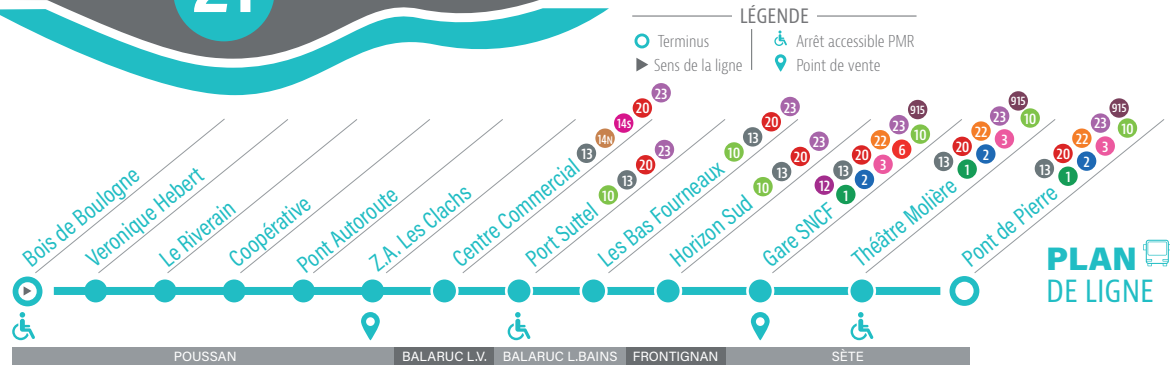 21
LÉGENDE
Terminus
Sens de la ligne
Arrêt accessible PMR
Point de vente
Bois de Boulogne
Veronique Hebert
Le Riverain
Coopérative
Pont Autoroute
Z.A. Les Clachs
Centre Commercial 13 14N 14s 20 23
Port Suttel 10 13 20 23
Les Bas Fourneaux 10 13 20 23
Horizon Sud 10 13 20 23
Gare SNCF 12 13 20 22 23 915
1 2 3 6 10
Théâtre Molière 13 20 22 23 915
1 2 3 10
Pont de Pierre 13 20 22 23 915
1 2 3 10
PLAN
DE LIGNE
POUSSAN
BALARUC L.V.
BALARUC L.BAINS
FRONTIGNAN
SÈTE